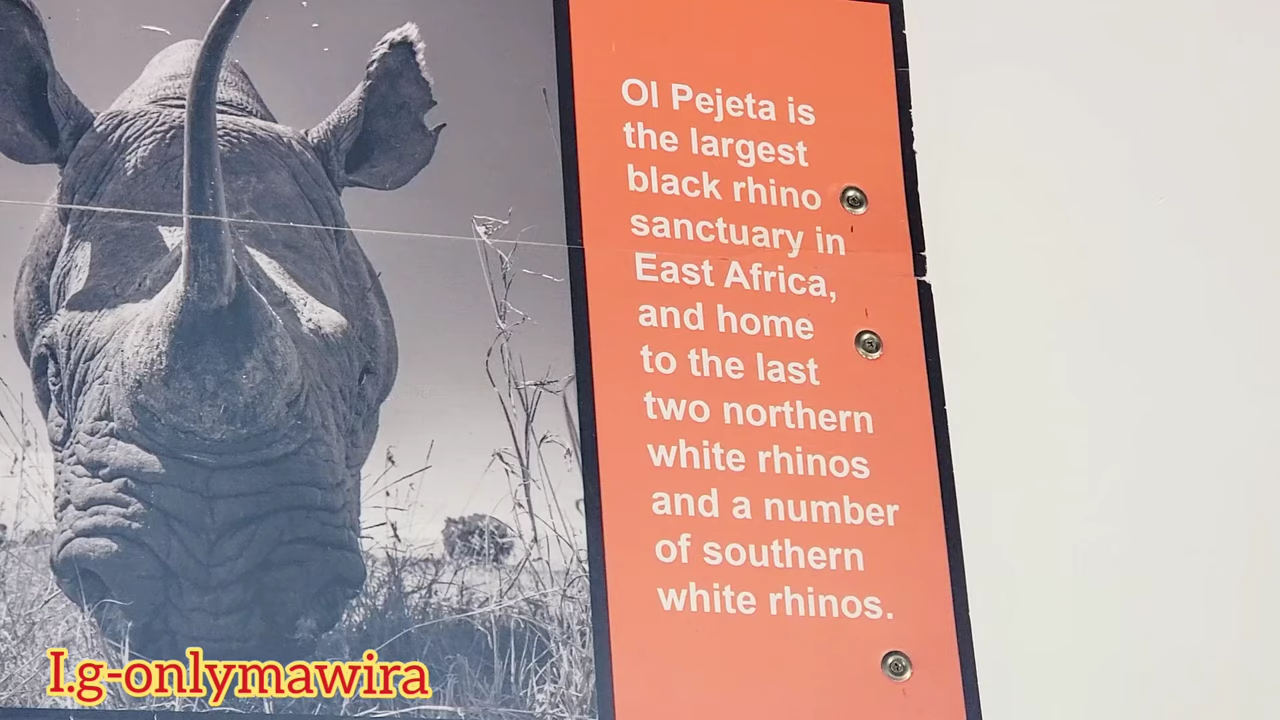 Ol Pejeta is
the largest
black rhino
sanctuary in
East Africa,
and home
to the last
two northern
white rhinos
and a number
of southern
white rhinos.
I.g-onlymawira